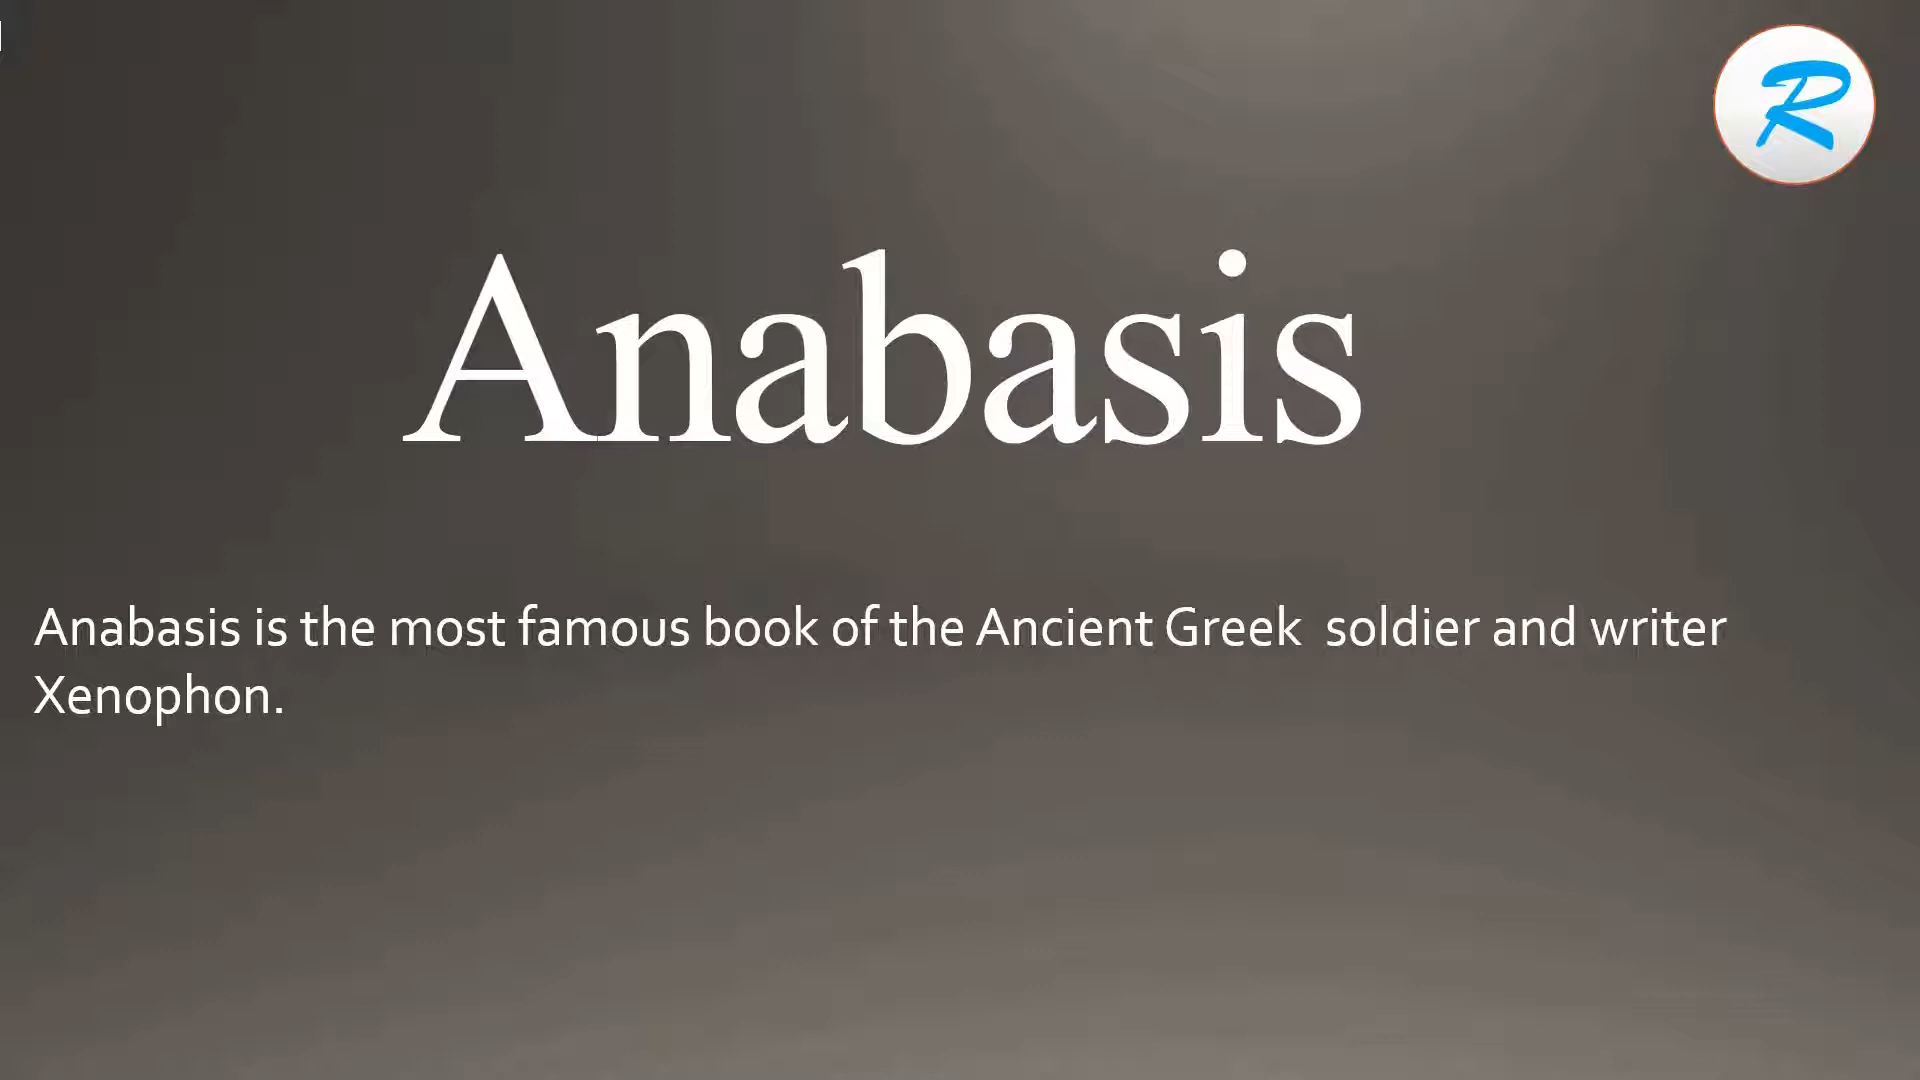 R
Anabasis
Anabasis is the most famous book of the Ancient Greek  soldier and writer
Xenophon.